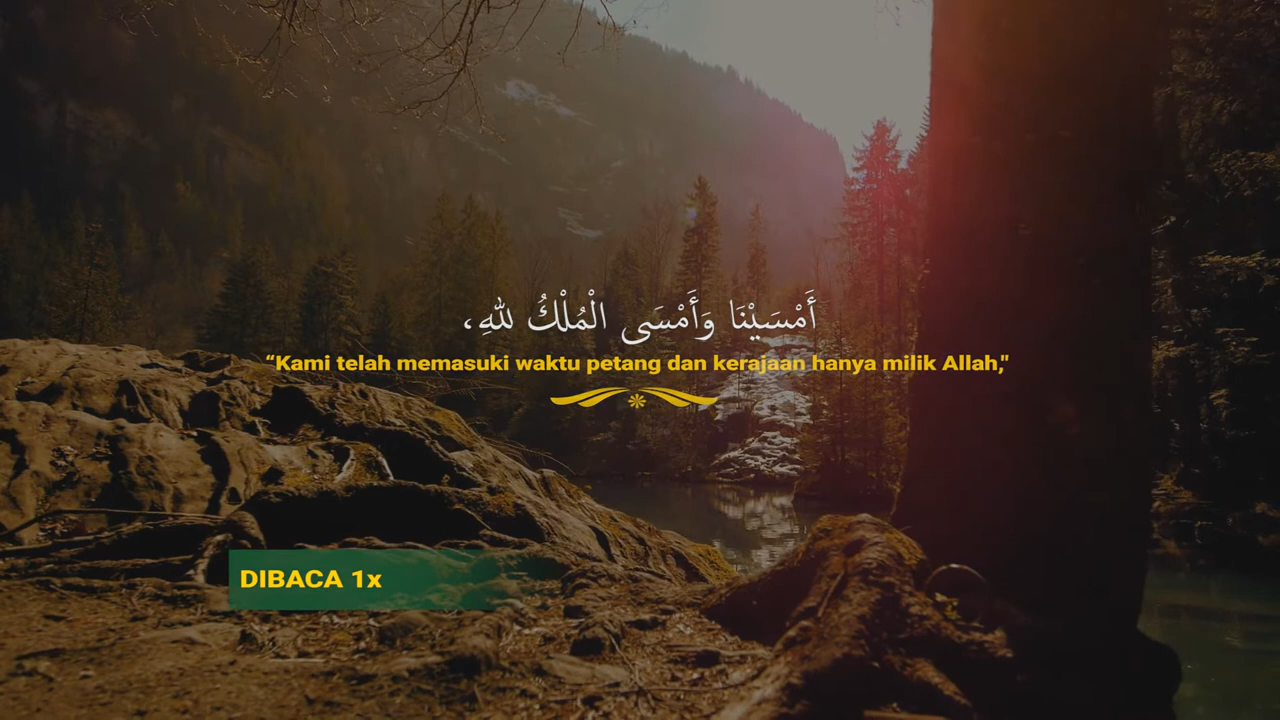 أَمْسَيْنَا وَأَمْسَى الْمُلْكُ لِلَّهِ،
“Kami telah memasuki waktu petang dan kerajaan hanya milik Allah,"
DIBACA 1x